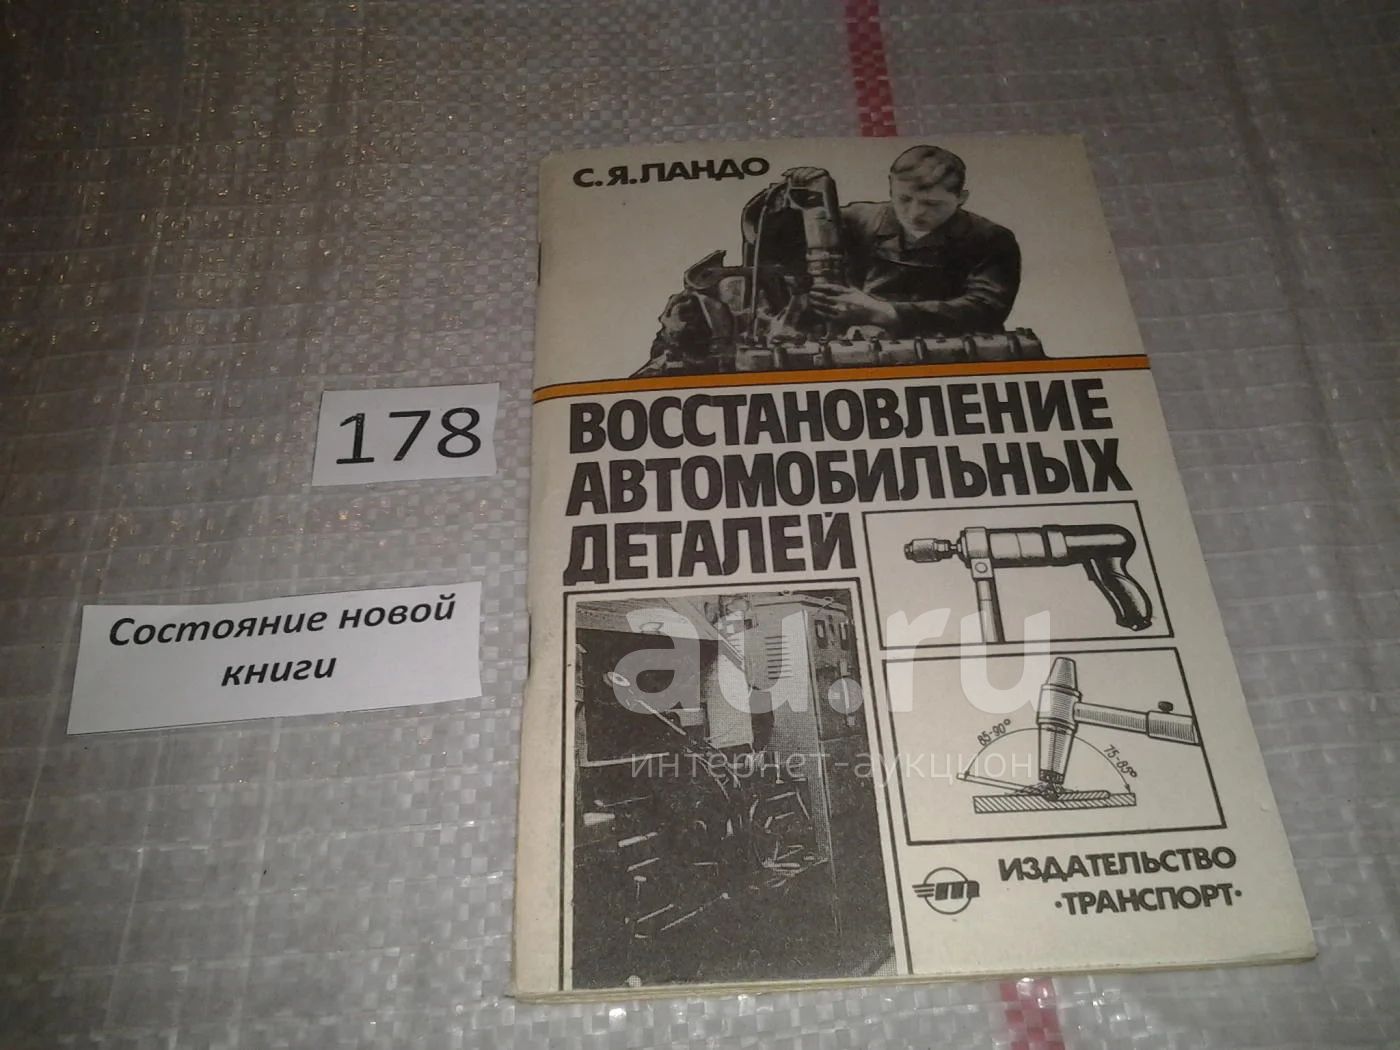 С.Я.ЛАНДО
ВОССТАНОВЛЕНИЕ
АВТОМОБИЛЬНЫХ
ДЕТАЛЕЙ
178
Состояние новой
книги
85-90°
75-85°
au.ru
интернет-аукцион
ИЗДАТЕЛЬСТВО
·ТРАНСПОРТ·